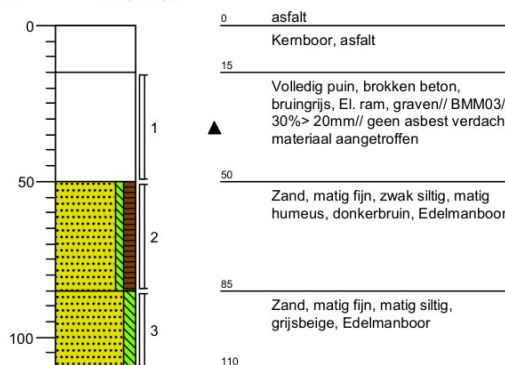 0
0
asfalt
Kernboor, asfalt
15
Volledig puin, brokken beton,
bruingrijs, El. ram, graven// BMM03/
30%> 20mm// geen asbest verdach
materiaal aangetroffen
1
50
50
Zand, matig fijn, zwak siltig, matig
humeus, donkerbruin, Edelmanboor
2
85
Zand, matig fijn, matig siltig,
grijsbeige, Edelmanboor
3
100
110